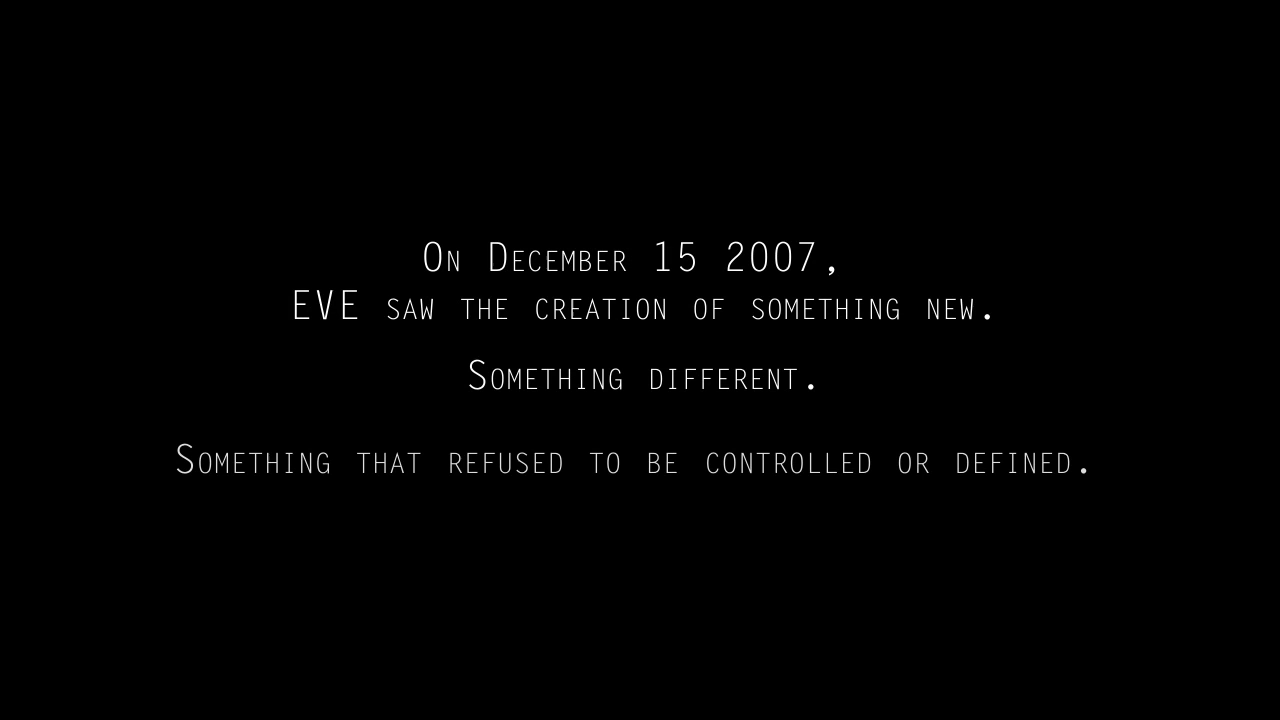 On December 15 2007,
EVE saw the creation of something new.
Something different.
Something that refused to be controlled or defined.